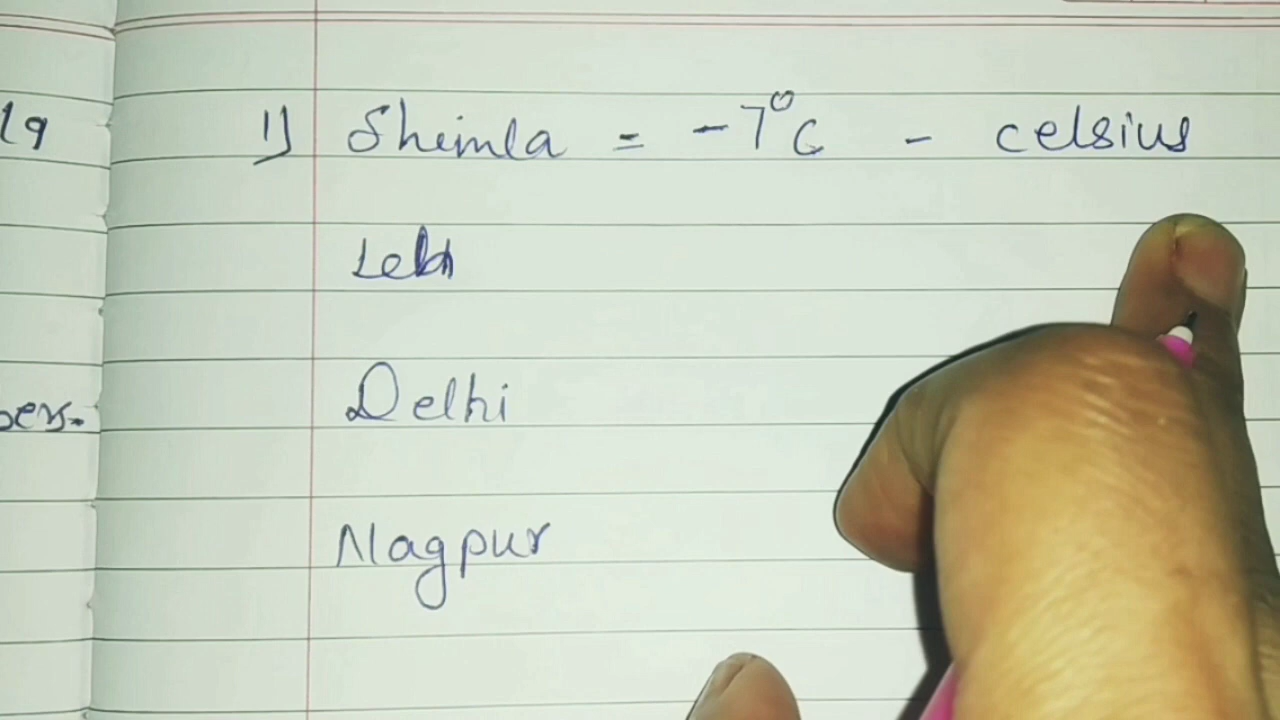 1) Shimla = -7°C - celsius
Leh
Delhi
Nagpur